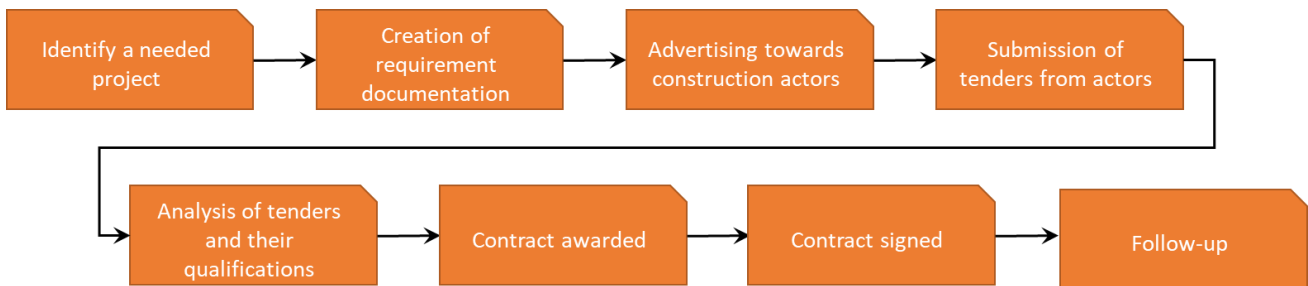 Identify a needed
project
Creation of
requirement
documentation
Advertising towards
construction actors
Submission of
tenders from actors
Analysis of tenders
and their
qualifications
Contract awarded
Contract signed
Follow-up